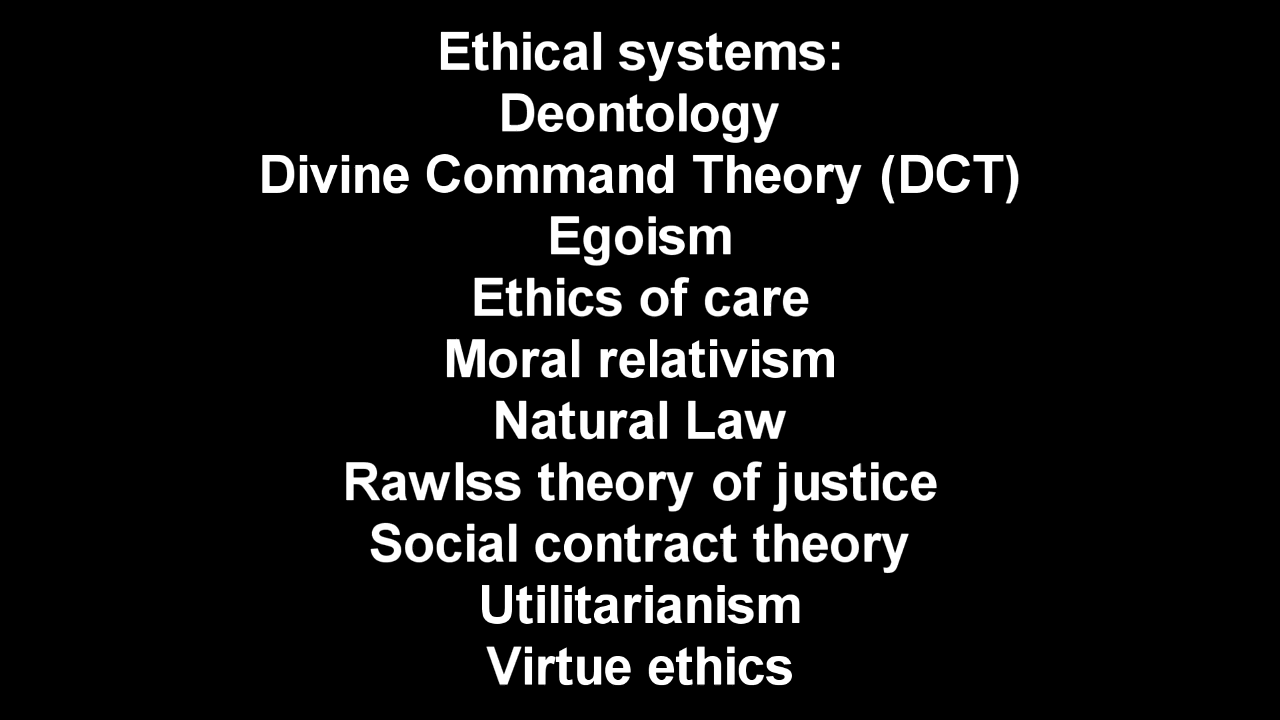 Ethical systems:
Deontology
Divine Command Theory (DCT)
Egoism
Ethics of care
Moral relativism
Natural Law
Rawlss theory of justice
Social contract theory
Utilitarianism
Virtue ethics